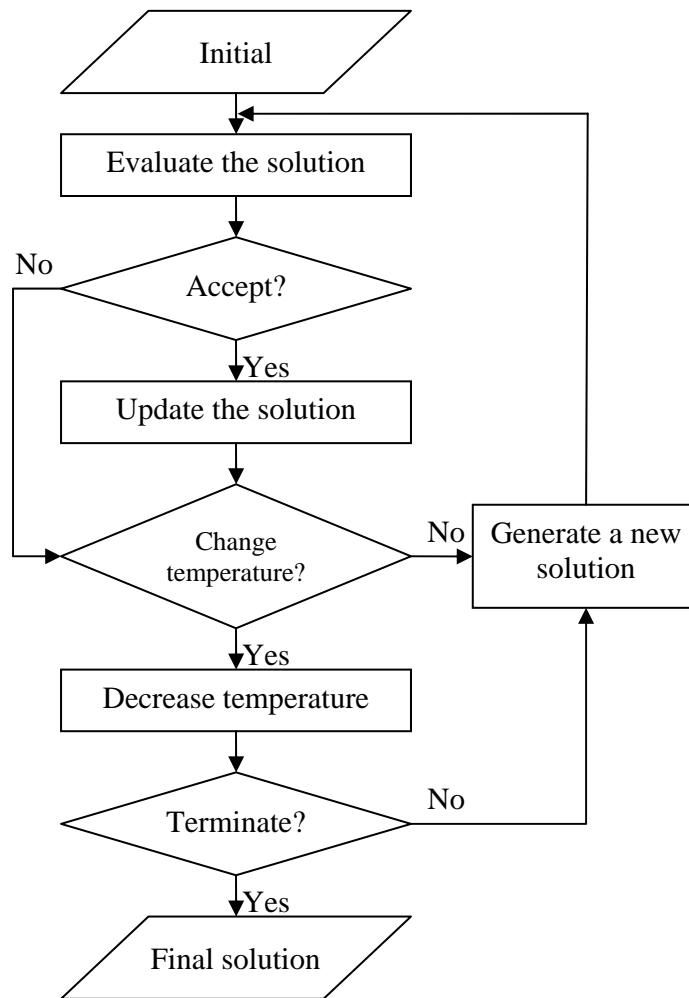 Initial
Evaluate the solution
No
Accept?
Yes
Update the solution
Change
temperature?
No
Generate a new
solution
Yes
Decrease temperature
Terminate?
No
Yes
Final solution